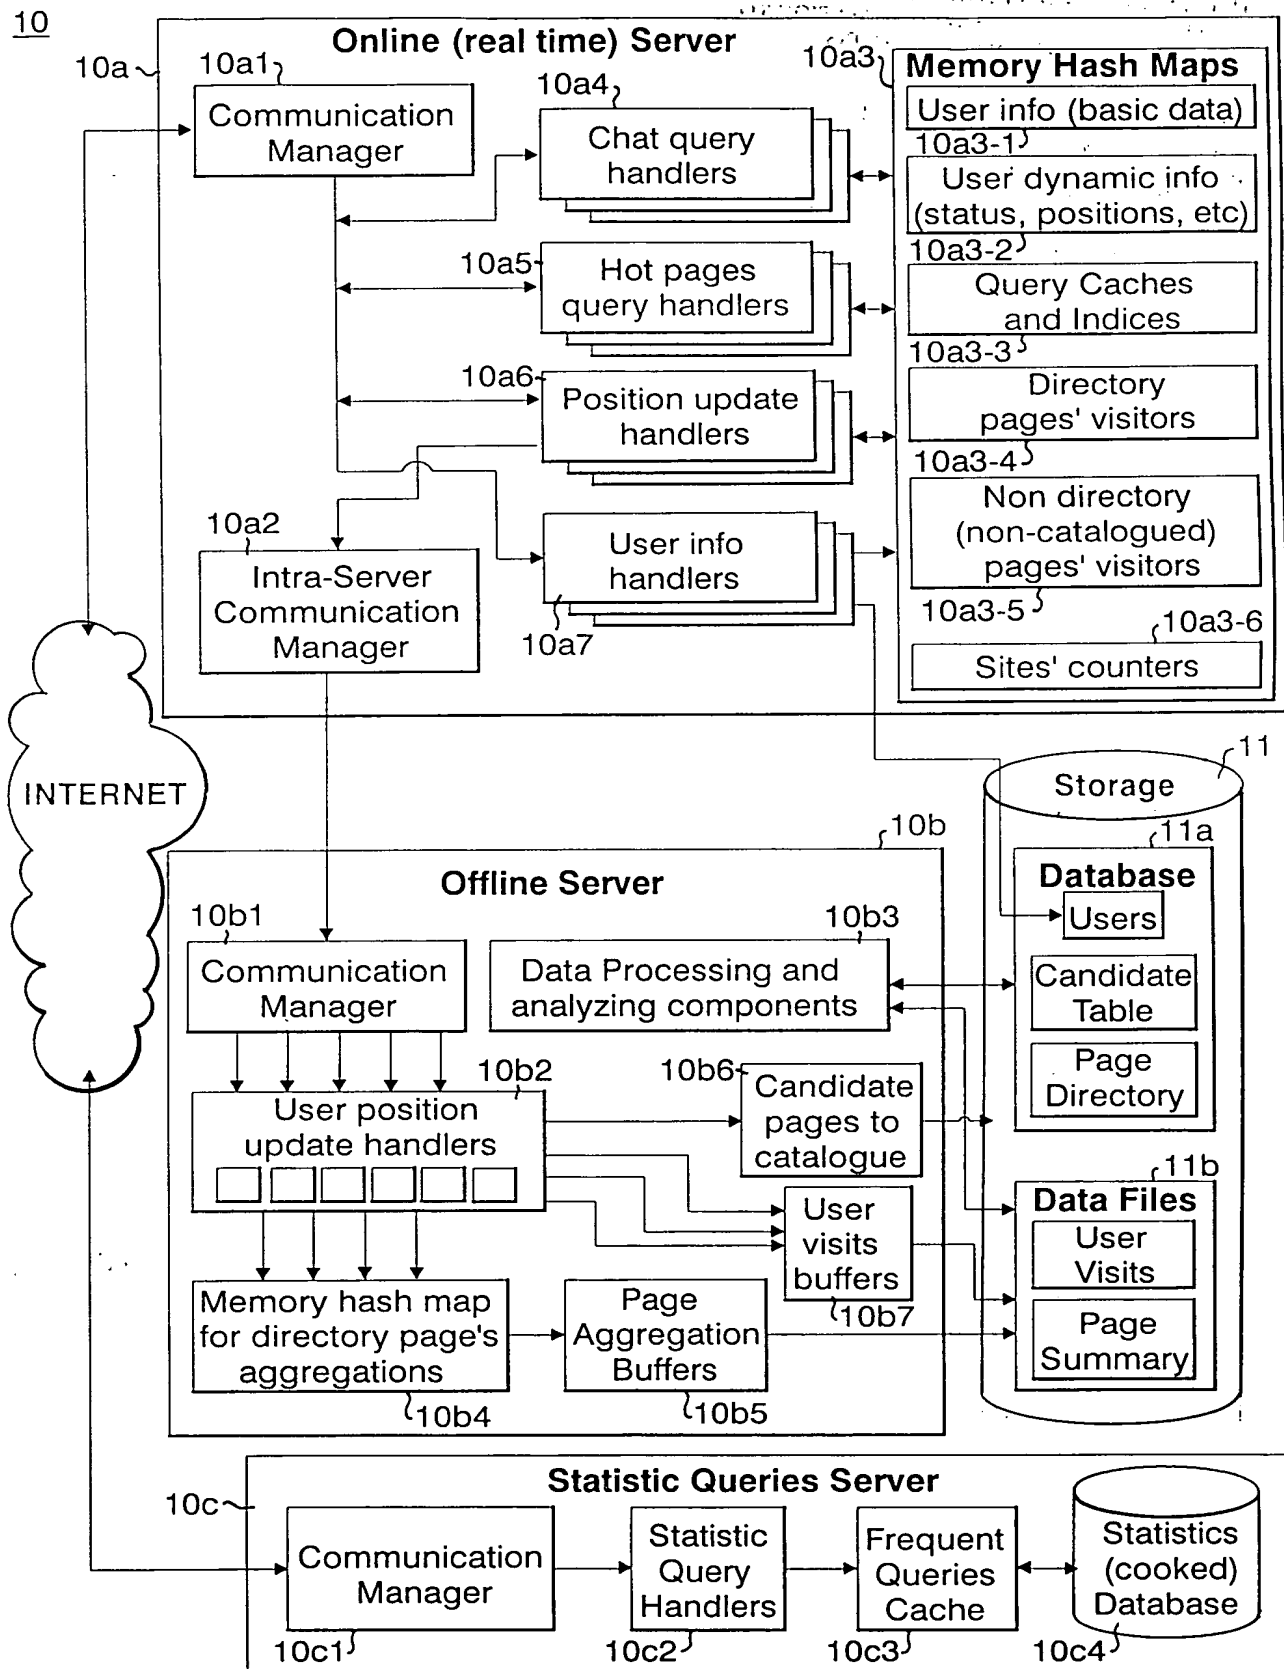 10
Online (real time) Server
10a
10a1
Communication
Manager
10a4
Chat query
handlers
10a5
Hot pages
query handlers
10a6
Position update
handlers
10a2
Intra-Server
Communication
Manager
User info
handlers
10a7
10a3
Memory Hash Maps
User info (basic data)
10a3-1
User dynamic info
(status, positions, etc)
10a3-2
Query Caches
and Indices
10a3-3
Directory
pages' visitors
10a3-4
Non directory
(non-catalogued)
pages' visitors
10a3-5
10a3-6
Sites' counters
INTERNET
11
Storage
11a
Database
Users
Candidate
Table
Page
Directory
11b
Data Files
User
Visits
Page
Summary
10b
Offline Server
10b1
Communication
Manager
10b3
Data Processing and
analyzing components
10b2
User position
update handlers
10b6
Candidate
pages to
catalogue
User
visits
buffers
10b7
Memory hash map
for directory page's
aggregations
10b4
Page
Aggregation
Buffers
10b5
Statistic Queries Server
10c
Communication
Manager
10c1
Statistic
Query
Handlers
10c2
Frequent
Queries
Cache
10c3
Statistics
(cooked)
Database
10c4